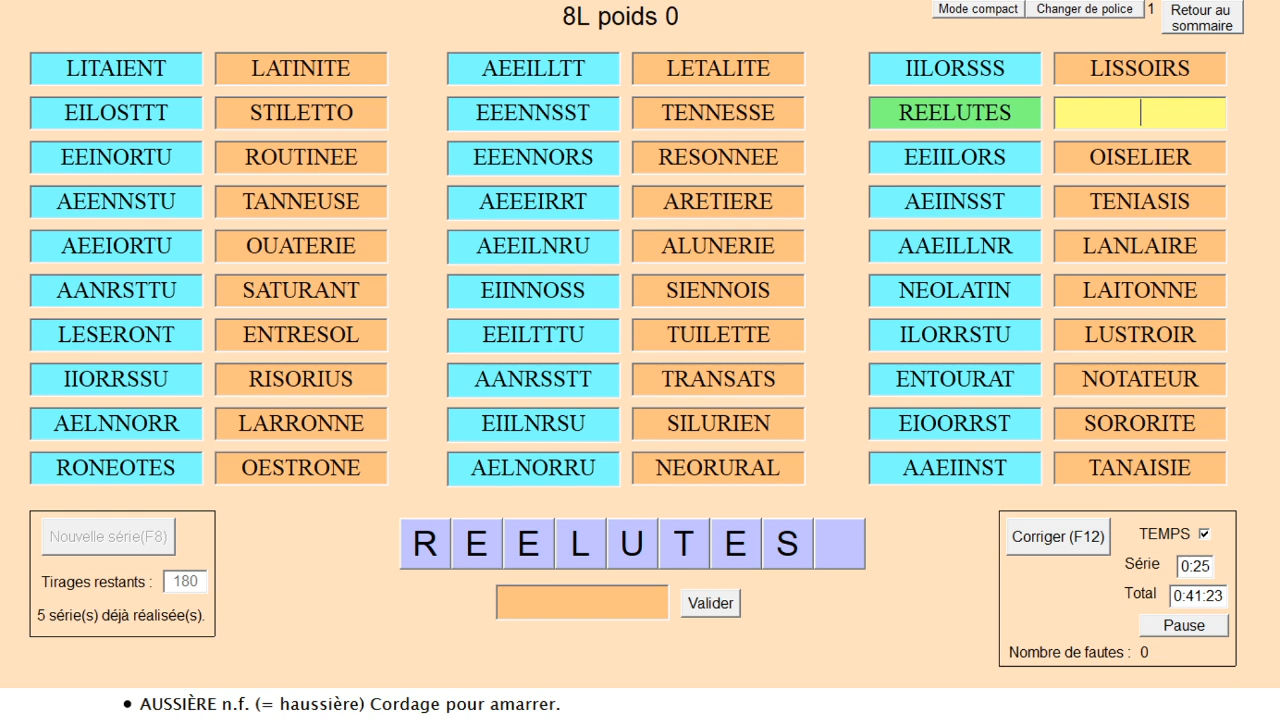 8L poids 0
Mode compact Changer de police 1 Retour au sommaire
LITAIENT LATINITE AEEILLTT LETALITE IILORSSS LISSOIRS
EILOSTTT STILETTO EEENNSST TENNESSE REELUTES
EEINORTU ROUTINEE EEENNORS RESONNEE EEIILORS OISELIER
AEENNSTU TANNEUSE AEEEIRRT ARETIERE AEIINSST TENIASIS
AEEIORTU OUATERIE AEEILNRU ALUNERIE AAEILLNR LANLAIRE
AANRSTTU SATURANT EIINNOSS SIENNOIS NEOLATIN LAITONNE
LESERONT ENTRESOL EEILTTTU TUILETTE ILORRSTU LUSTROIR
IIORRSSU RISORIUS AANRSSTT TRANSATS ENTOURAT NOTATEUR
AELNNORR LARRONNE EIILNRSU SILURIEN EIOORRST SORORITE
RONEOTES OESTRONE AELNORRU NEORURAL AAEIINST TANAISIE
Nouvelle série(F8)
Tirages restants : 180
5 série(s) déjà réalisée(s).
R E E L U T E S
Valider
Corriger (F12) TEMPS
Série 0:25
Total 0:41:23
Pause
Nombre de fautes : 0
• AUSSIÈRE n.f. (= haussière) Cordage pour amarrer.